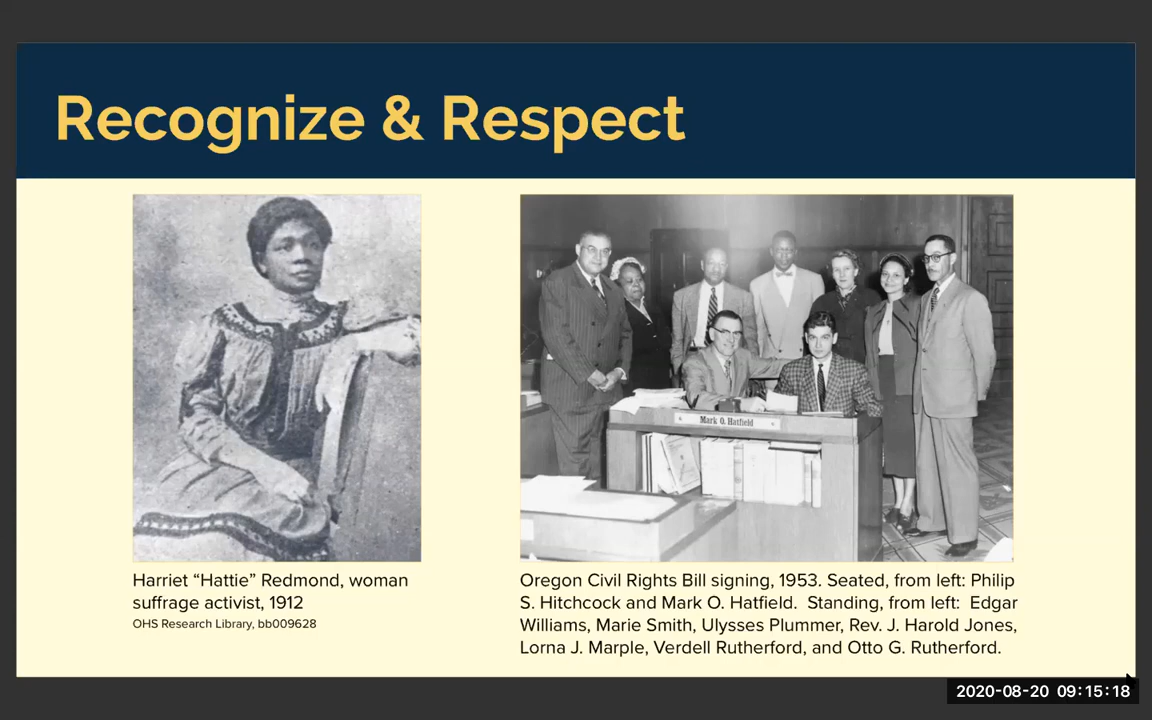 Recognize & Respect
Mark O. Hatfield
Harriet “Hattie” Redmond, woman
suffrage activist, 1912
OHS Research Library, bb009628
Oregon Civil Rights Bill signing, 1953. Seated, from left: Philip
S. Hitchcock and Mark O. Hatfield.  Standing, from left:  Edgar
Williams, Marie Smith, Ulysses Plummer, Rev. J. Harold Jones,
Lorna J. Marple, Verdell Rutherford, and Otto G. Rutherford.
2020-08-20 09:15:18